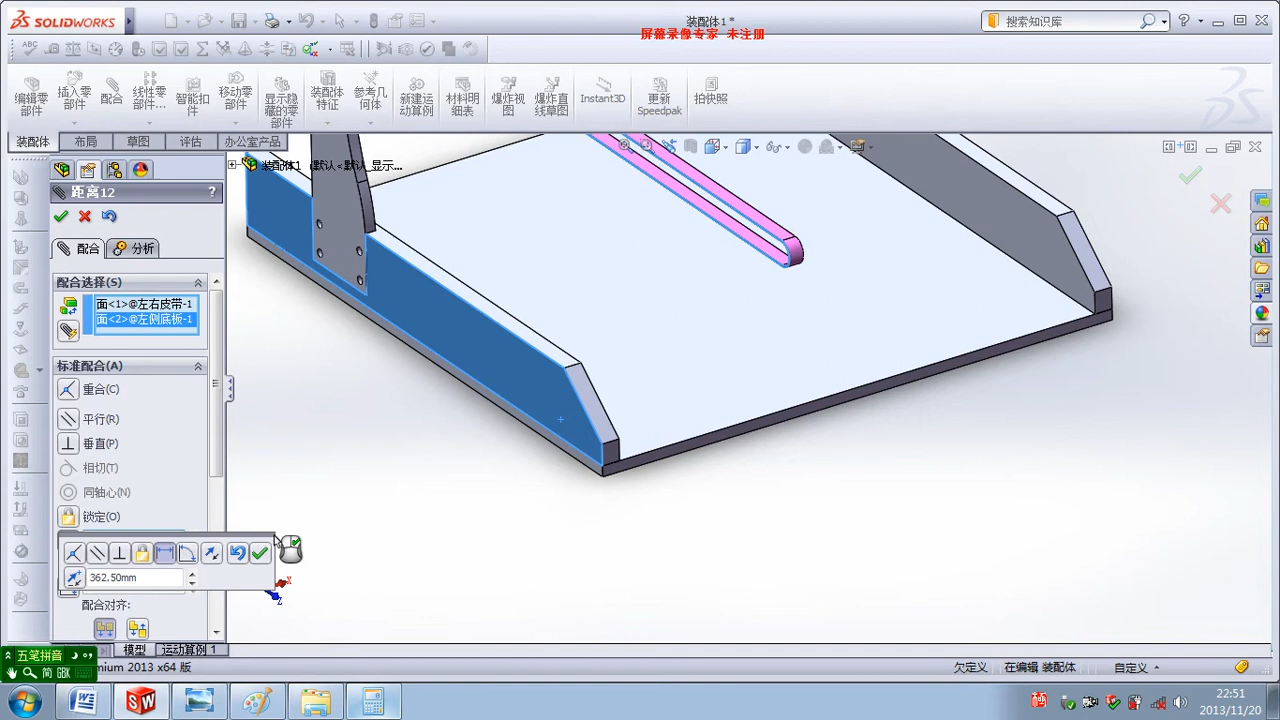 SOLIDWORKS
装配体1 *
屏幕录像专家 未注册
搜索知识库
编辑零部件
插入零部件
配合
线性零部件...
智能扣件
移动零部件
显示隐藏的零部件
装配体特征
参考几何体
新建运动算例
材料明细表
爆炸视图
爆炸直线草图
Instant3D
更新 Speedpak
拍快照
装配体 布局 草图 评估 办公室产品
装配体1 (默认<默认_显示...
距离12
?
配合 分析
配合选择(S)
面<1>@左右皮带-1
面<2>@左侧底板-1
标准配合(A)
重合(C)
平行(R)
垂直(P)
相切(T)
同轴心(N)
锁定(O)
362.50mm
配合对齐:
X
Z
模型 运动算例 1
五笔拼音
简
mium 2013 x64 版
欠定义 在编辑 装配体 自定义
22:51
2013/11/20